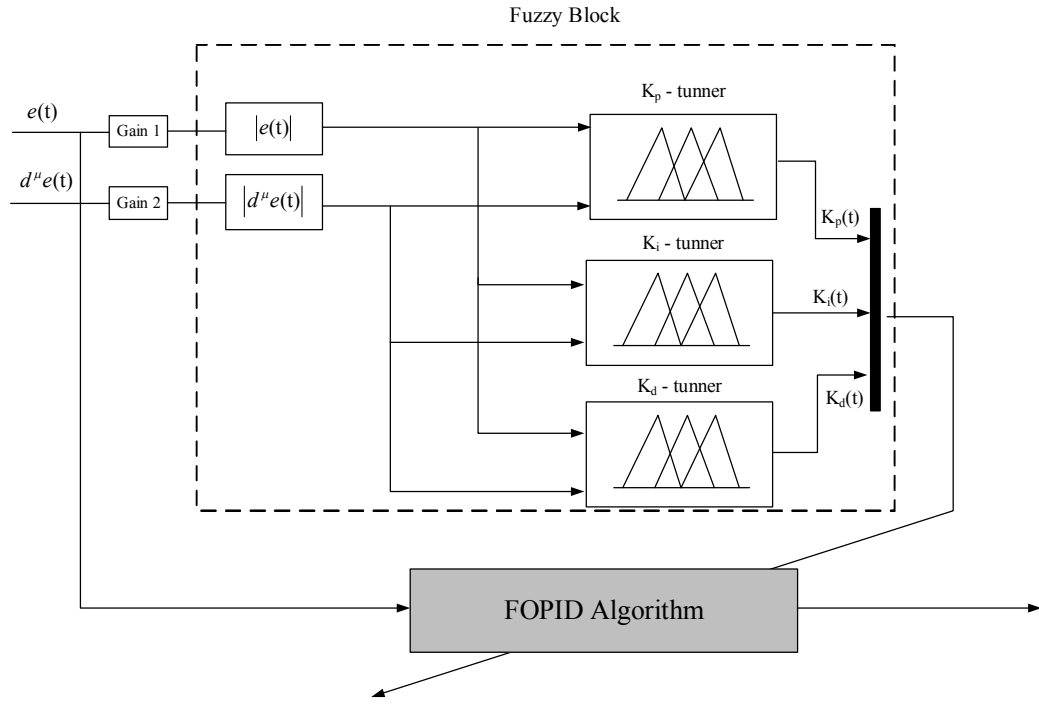 Fuzzy Block
e(t)
Gain 1
|e(t)|
K_p - tunner
d^μe(t)
Gain 2
|d^μe(t)|
K_p(t)
K_i - tunner
K_i(t)
K_d - tunner
K_d(t)
FOPID Algorithm